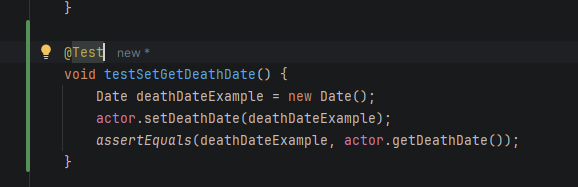 }
@Test new *
void testSetGetDeathDate() {
Date deathDateExample = new Date();
actor.setDeathDate(deathDateExample);
assertEquals(deathDateExample, actor.getDeathDate());
}